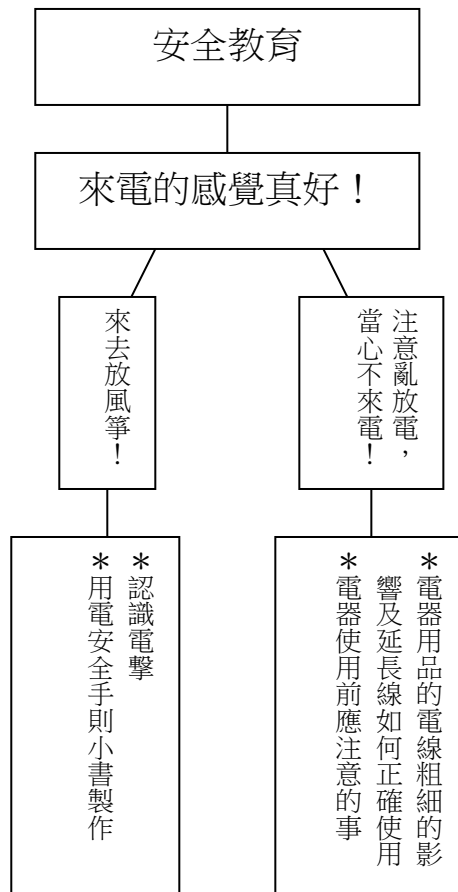 安全教育
來電的感覺真好！
來去放風箏！
注意亂放電，
當心不來電！
＊認識電擊
＊用電安全手則小書製作
＊電器用品的電線粗細的影
響及延長線如何正確使用
＊電器使用前應注意的事